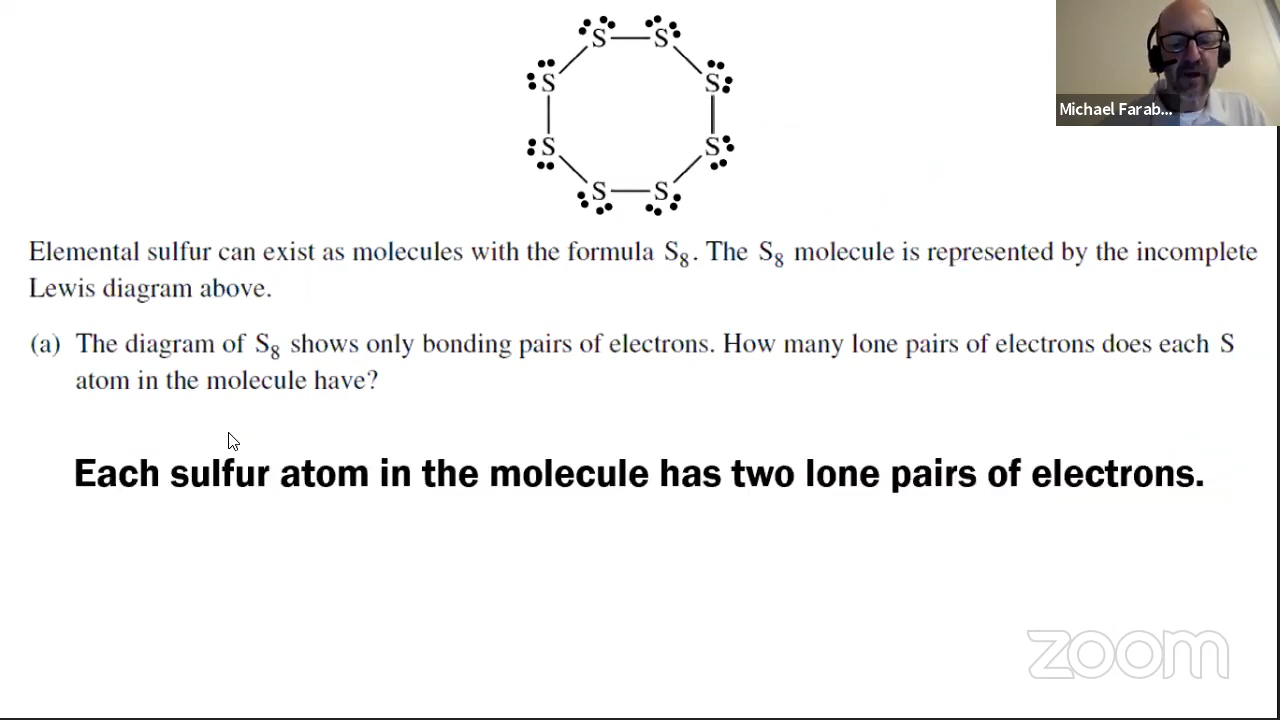 S S
S S
S S
S S
Michael Farab...
Elemental sulfur can exist as molecules with the formula S₈. The S₈ molecule is represented by the incomplete
Lewis diagram above.
(a) The diagram of S₈ shows only bonding pairs of electrons. How many lone pairs of electrons does each S
atom in the molecule have?
Each sulfur atom in the molecule has two lone pairs of electrons.
zoom